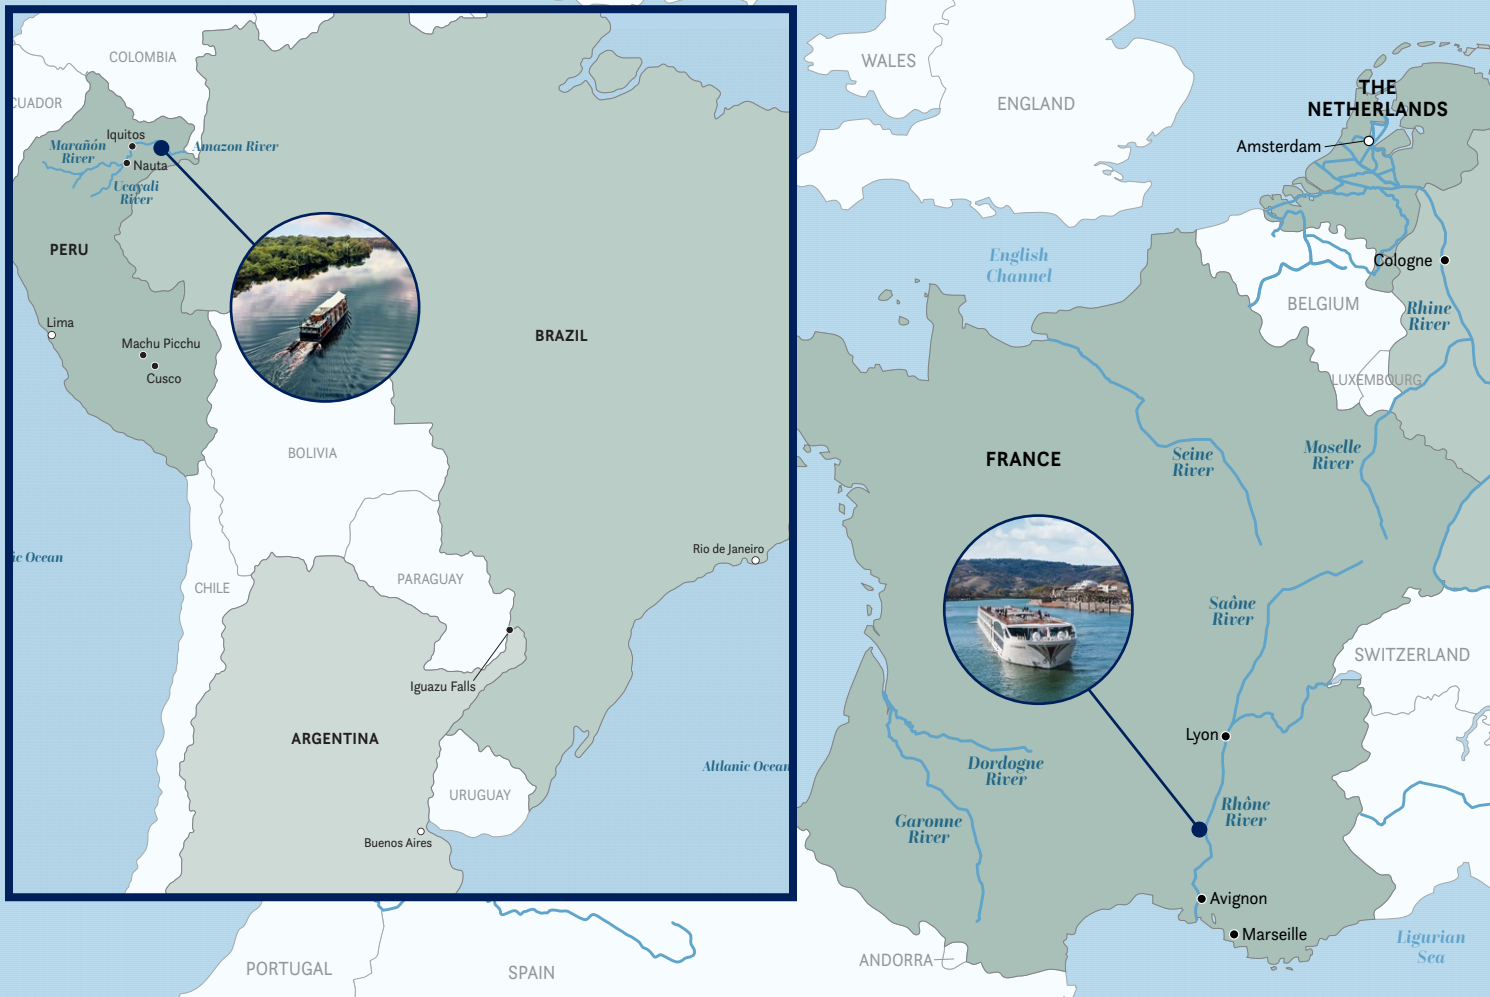 COLOMBIA
CUADOR
Iquitos
Marañón
River
Amazon River
Nauta
Ucayali
River
PERU
Lima
Machu Picchu
Cusco
BRAZIL
BOLIVIA
ic Ocean
CHILE
PARAGUAY
Rio de Janeiro
Iguazu Falls
ARGENTINA
Altlanic Ocean
URUGUAY
Buenos Aires
PORTUGAL
SPAIN
WALES
ENGLAND
THE
NETHERLANDS
Amsterdam
English
Channel
Cologne
BELGIUM
Rhine
River
LUXEMBOURG
FRANCE
Seine
River
Moselle
River
Saône
River
SWITZERLAND
Lyon
Dordogne
River
Garonne
River
Rhône
River
Avignon
Marseille
ANDORRA
Ligurian
Sea